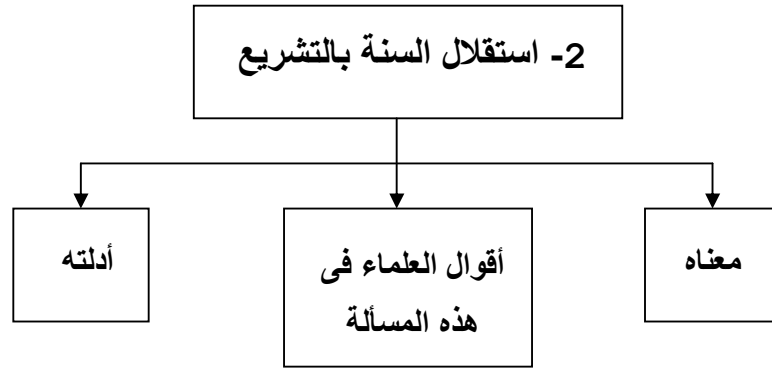 2- استقلال السنة بالتشريع
معناه
أقوال العلماء فى
هذه المسألة
أدلته